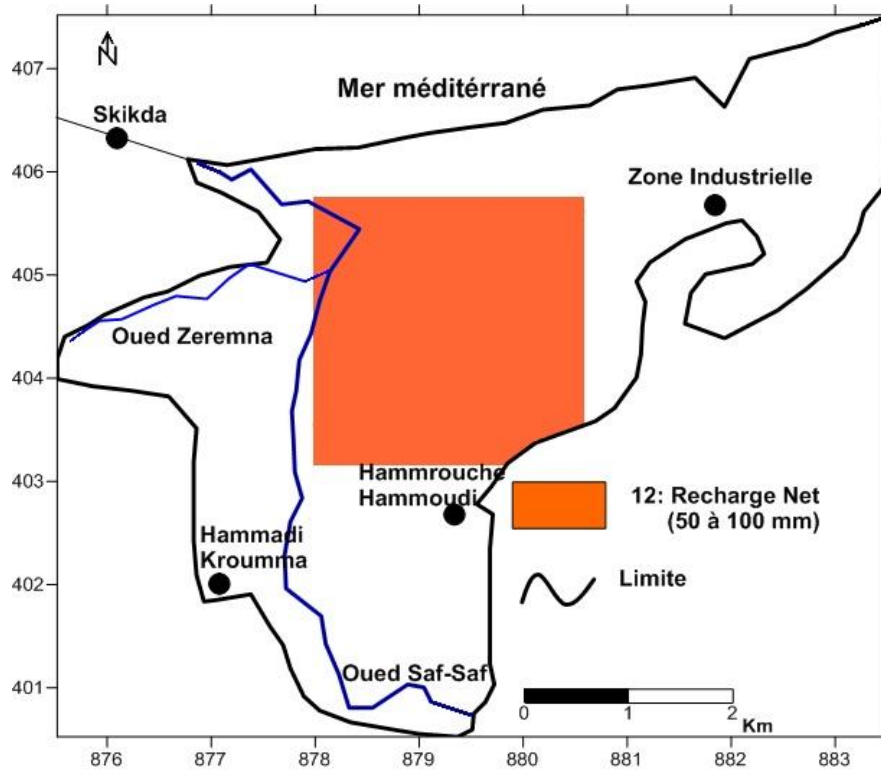 407
N
Mer méditérrané
Skikda
406
Zone Industrielle
405
Oued Zeremna
404
403
Hammrouche
Hammoudi
12: Recharge Net
(50 à 100 mm)
Hammadi
Kroumma
402
Limite
401
Oued Saf-Saf
0 1 2
Km
876 877 878 879 880 881 882 883